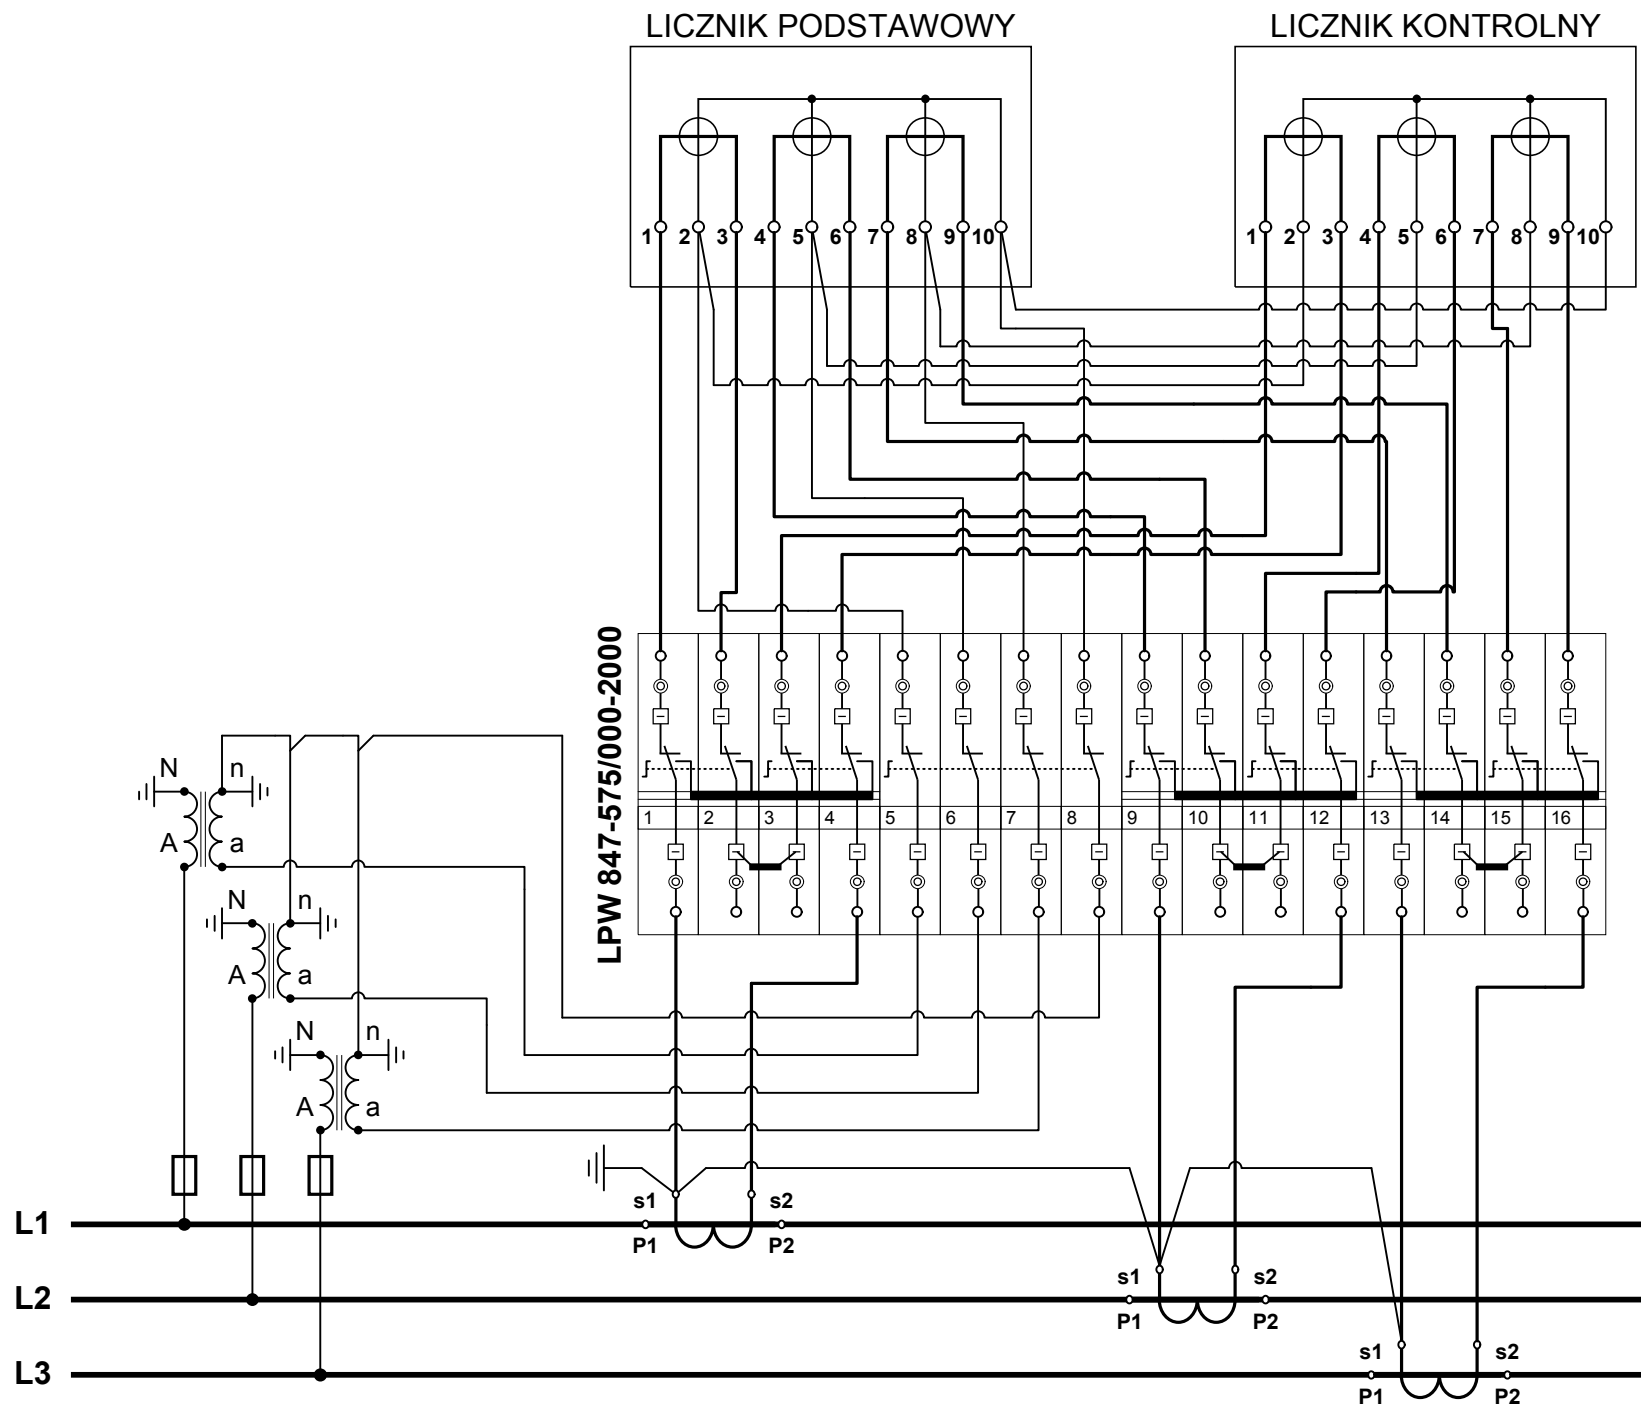 LICZNIK PODSTAWOWY LICZNIK KONTROLNY
1 2 3 4 5 6 7 8 9 10 1 2 3 4 5 6 7 8 9 10
LPW 847-575/000-2000
1 2 3 4 5 6 7 8 9 10 11 12 13 14 15 16
N n
A a
N n
A a
N n
A a
s1 s2
L1
P1 P2
s1 s2
L2
P1 P2
s1 s2
L3
P1 P2